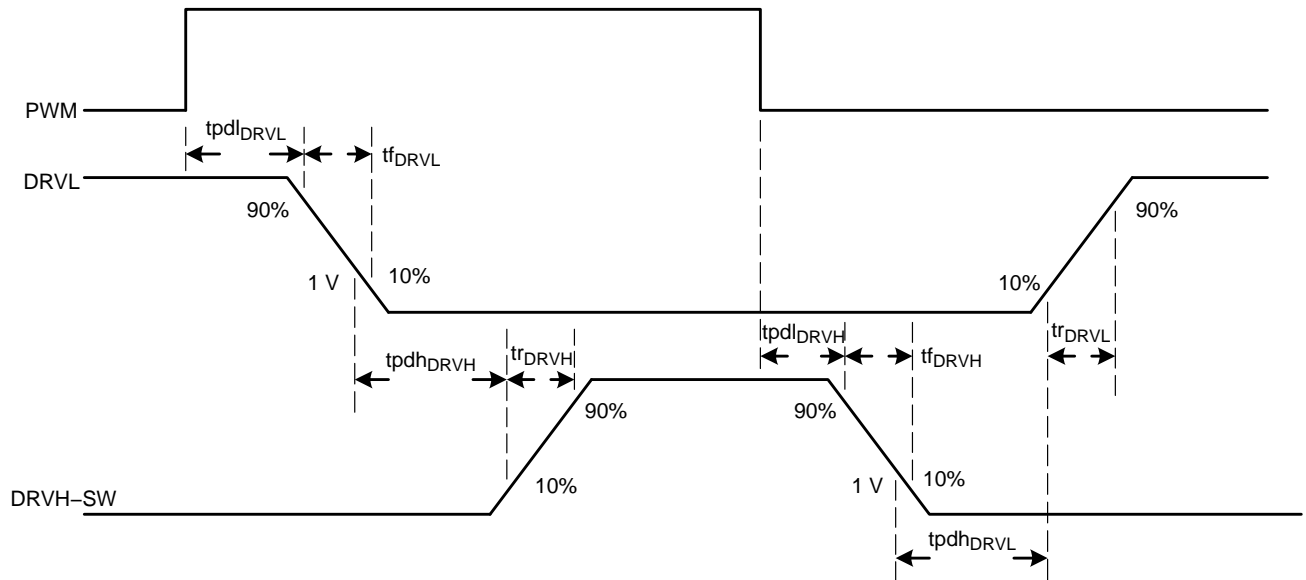 PWM
tpdlDRVL
tfDRVL
DRVL
90%
90%
1 V
10%
10%
tpdhDRVH
trDRVH
tpdlDRVH
tfDRVH
trDRVL
90%
90%
DRVH−SW
10%
1 V
10%
tpdhDRVL